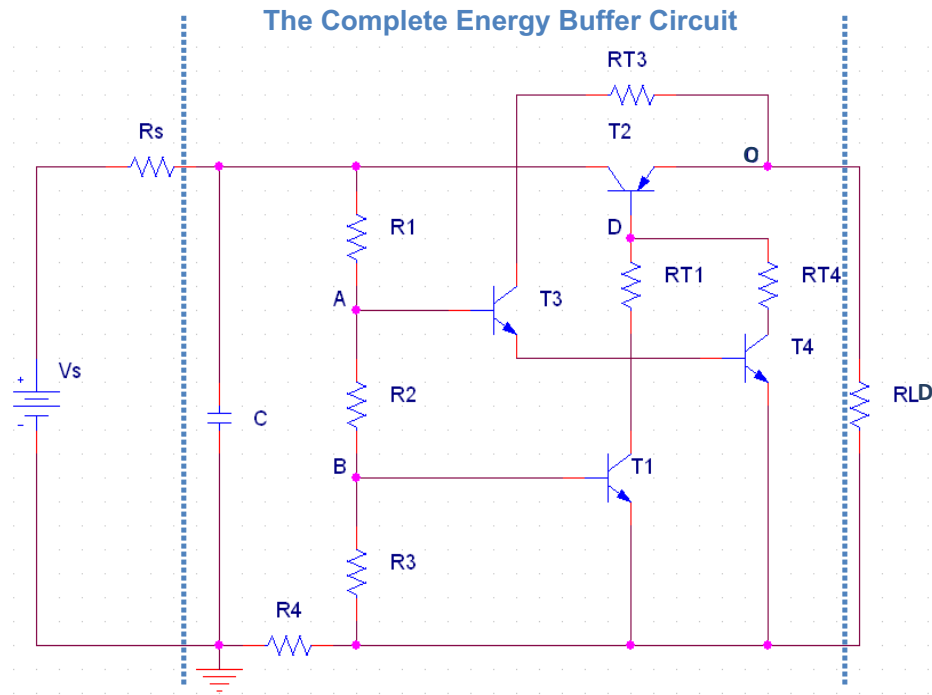 The Complete Energy Buffer Circuit
RT3
Rs
T2
O
R1
D
RT1
RT4
A
T3
T4
Vs
+
-
R2
RLD
C
B
T1
R3
R4